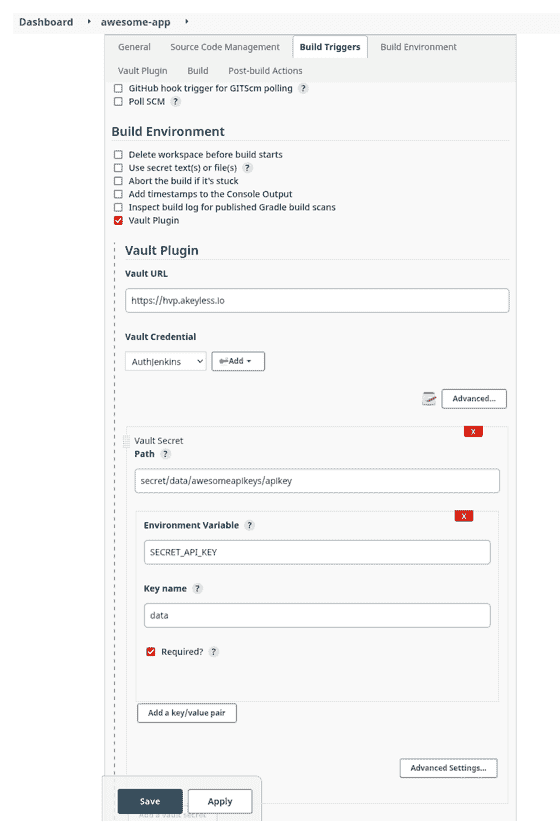 Dashboard awesome-app
General Source Code Management Build Triggers Build Environment
Vault Plugin Build Post-build Actions
GitHub hook trigger for GITScm polling ?
Poll SCM ?
Build Environment
Delete workspace before build starts
Use secret text(s) or file(s) ?
Abort the build if it's stuck
Add timestamps to the Console Output
Inspect build log for published Gradle build scans
Vault Plugin
Vault Plugin
Vault URL
https://hvp.akeyless.io
Vault Credential
AuthJenkins Add
Advanced...
X
Vault Secret
Path ?
secret/data/awesomeapikeys/apikey
X
Environment Variable ?
SECRET_API_KEY
Key name ?
data
Required? ?
Add a key/value pair
Advanced Settings...
Save Apply
Add a vault secret